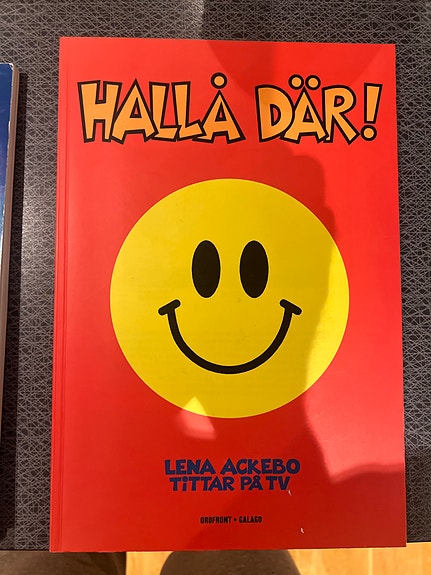 HALLÅ DÄR!
LENA ACKEBO
TITTAR PÅ TV
ORDFRONT • GALAGO